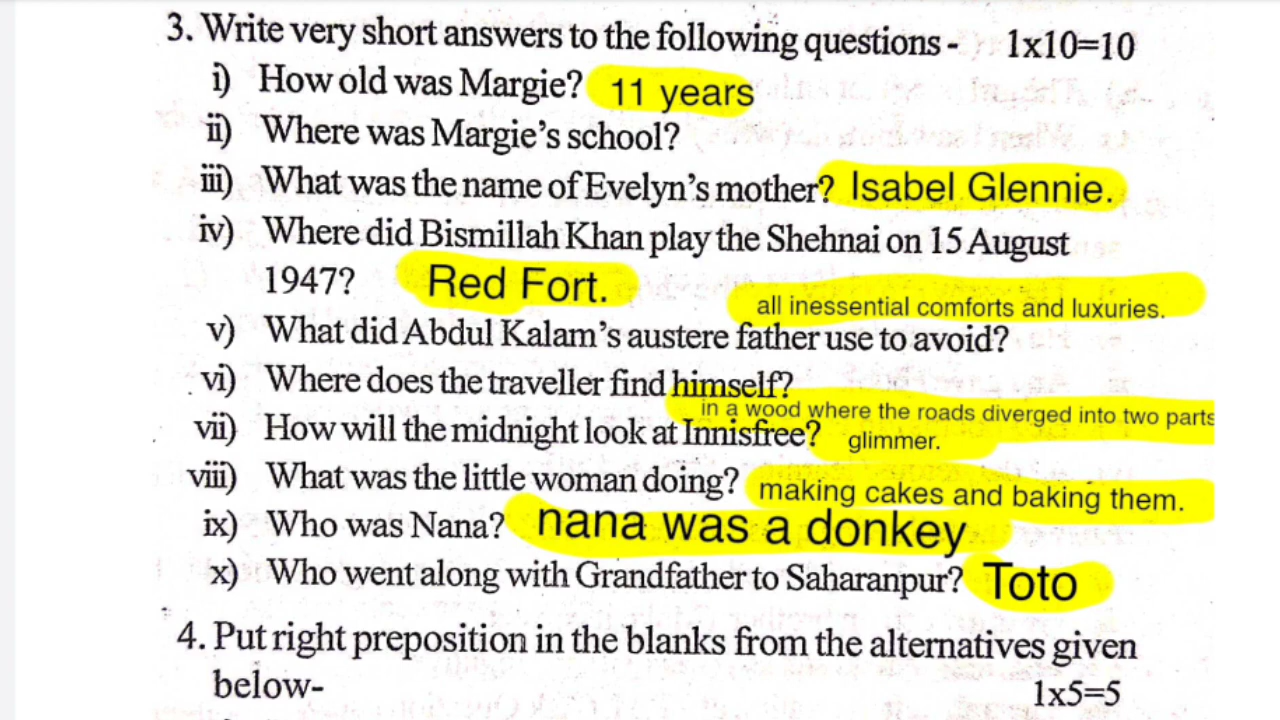 3. Write very short answers to the following questions - 1x10=10
i) How old was Margie? 11 years
ii) Where was Margie's school?
iii) What was the name of Evelyn's mother? Isabel Glennie.
iv) Where did Bismillah Khan play the Shehnai on 15 August
1947? Red Fort.
all inessential comforts and luxuries.
v) What did Abdul Kalam's austere father use to avoid?
vi) Where does the traveller find himself?
in a wood where the roads diverged into two parts
vii) How will the midnight look at Innisfree? glimmer.
viii) What was the little woman doing? making cakes and baking them.
ix) Who was Nana? nana was a donkey
x) Who went along with Grandfather to Saharanpur? Toto
4. Put right preposition in the blanks from the alternatives given
below- 1x5=5